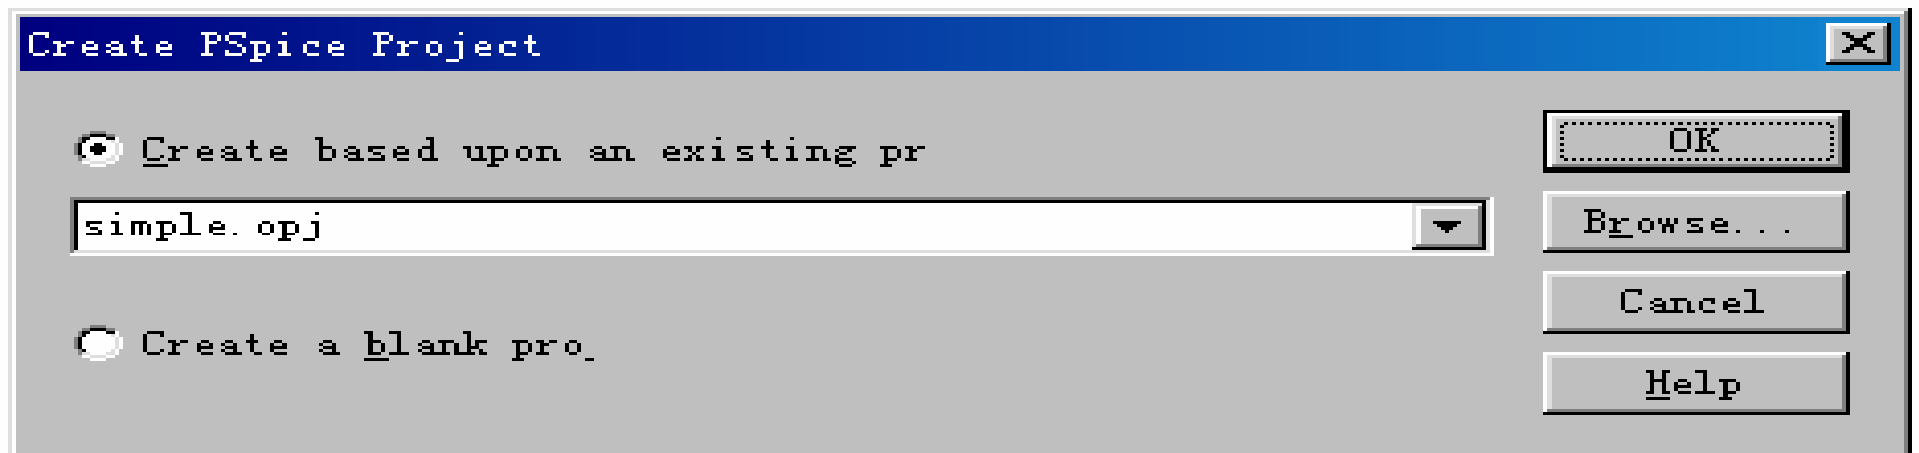 Create PSpice Project
Create based upon an existing pr
OK
simple.opj
Browse...
Cancel
Create a blank pro
Help